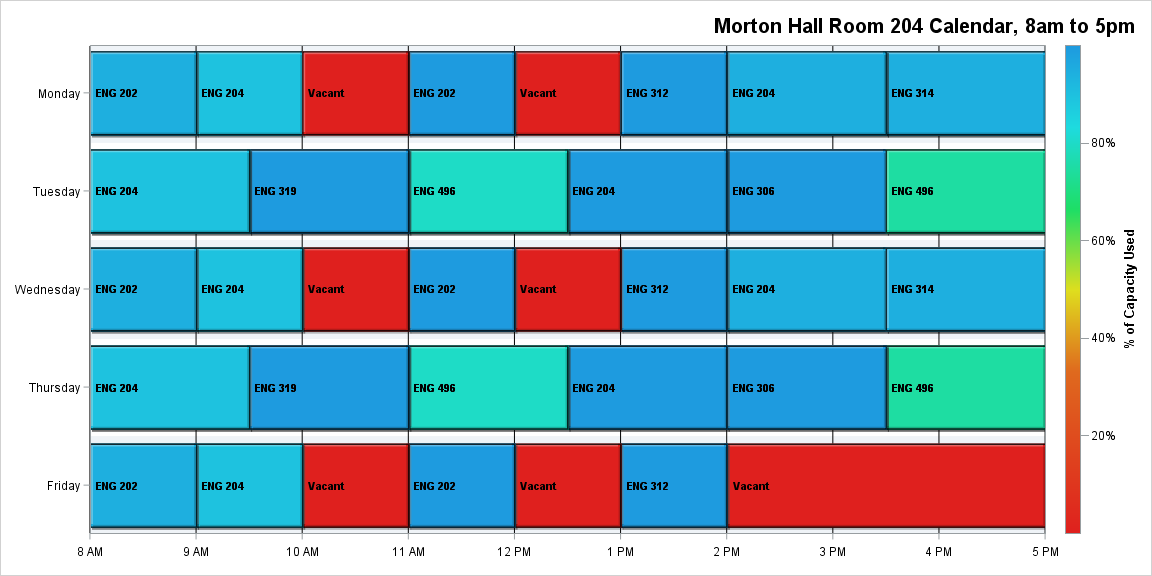 Morton Hall Room 204 Calendar, 8am to 5pm
Monday
ENG 202
ENG 204
Vacant
ENG 202
Vacant
ENG 312
ENG 204
ENG 314
Tuesday
ENG 204
ENG 319
ENG 496
ENG 204
ENG 306
ENG 496
Wednesday
ENG 202
ENG 204
Vacant
ENG 202
Vacant
ENG 312
ENG 204
ENG 314
Thursday
ENG 204
ENG 319
ENG 496
ENG 204
ENG 306
ENG 496
Friday
ENG 202
ENG 204
Vacant
ENG 202
Vacant
ENG 312
Vacant
8 AM
9 AM
10 AM
11 AM
12 PM
1 PM
2 PM
3 PM
4 PM
5 PM
80%
60%
40%
20%
% of Capacity Used